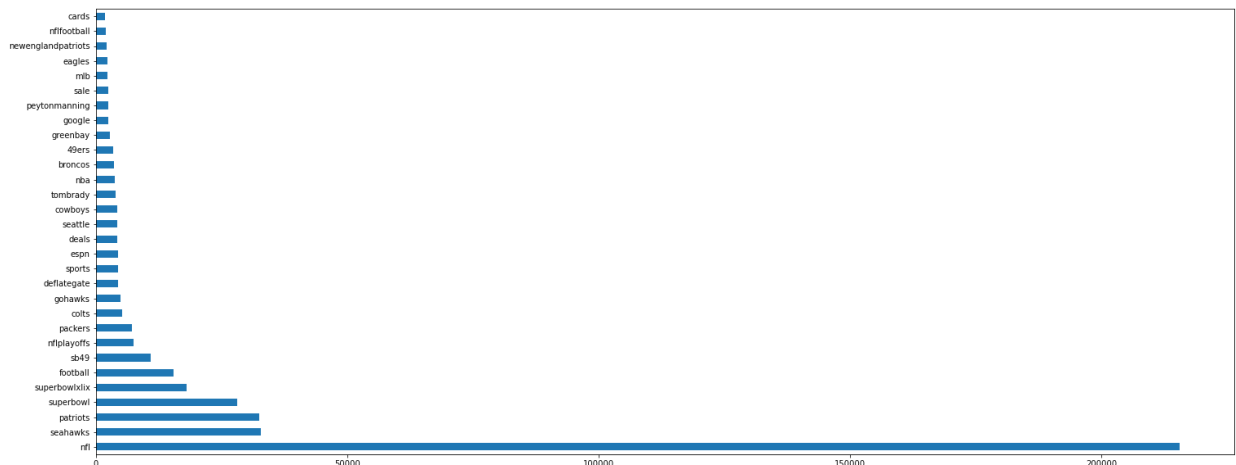 cards
nflfootball
newenglandpatriots
eagles
mlb
sale
peytonmanning
google
greenbay
49ers
broncos
nba
tombrady
cowboys
seattle
deals
espn
sports
deflategate
gohawks
colts
packers
nflplayoffs
sb49
football
superbowlxlix
superbowl
patriots
seahawks
nfl
0 50000 100000 150000 200000